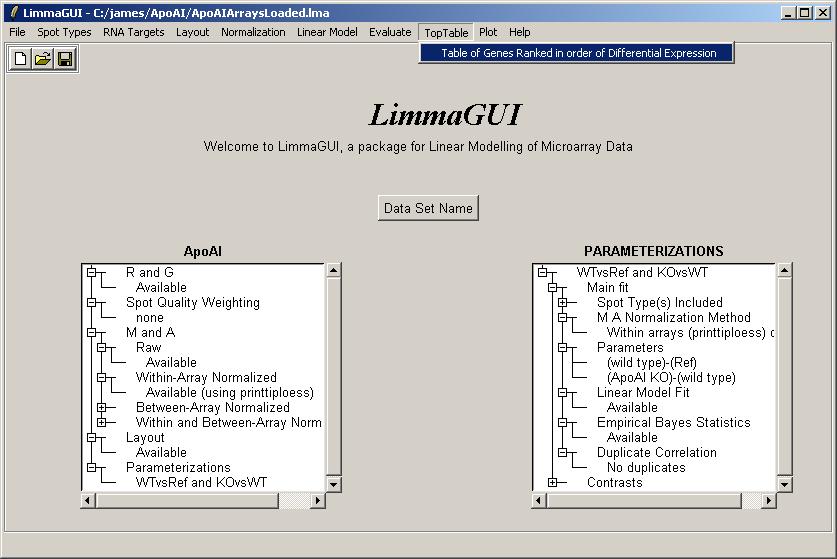 LimmaGUI - C:/james/ApoAI/ApoAIArraysLoaded.lma
File Spot Types RNA Targets Layout Normalization Linear Model Evaluate TopTable Plot Help
Table of Genes Ranked in order of Differential Expression
LimmaGUI
Welcome to LimmaGUI, a package for Linear Modelling of Microarray Data
Data Set Name
ApoAI
R and G
Available
Spot Quality Weighting
none
M and A
Raw
Available
Within-Array Normalized
Available (using printtiploess)
Between-Array Normalized
Within and Between-Array Norm
Layout
Available
Parameterizations
WTvsRef and KOvsWT
PARAMETERIZATIONS
WTvsRef and KOvsWT
Main fit
Spot Type(s) Included
M A Normalization Method
Within arrays (printtiploess) c
Parameters
(wild type)-(Ref)
(ApoAI KO)-(wild type)
Linear Model Fit
Available
Empirical Bayes Statistics
Available
Duplicate Correlation
No duplicates
Contrasts